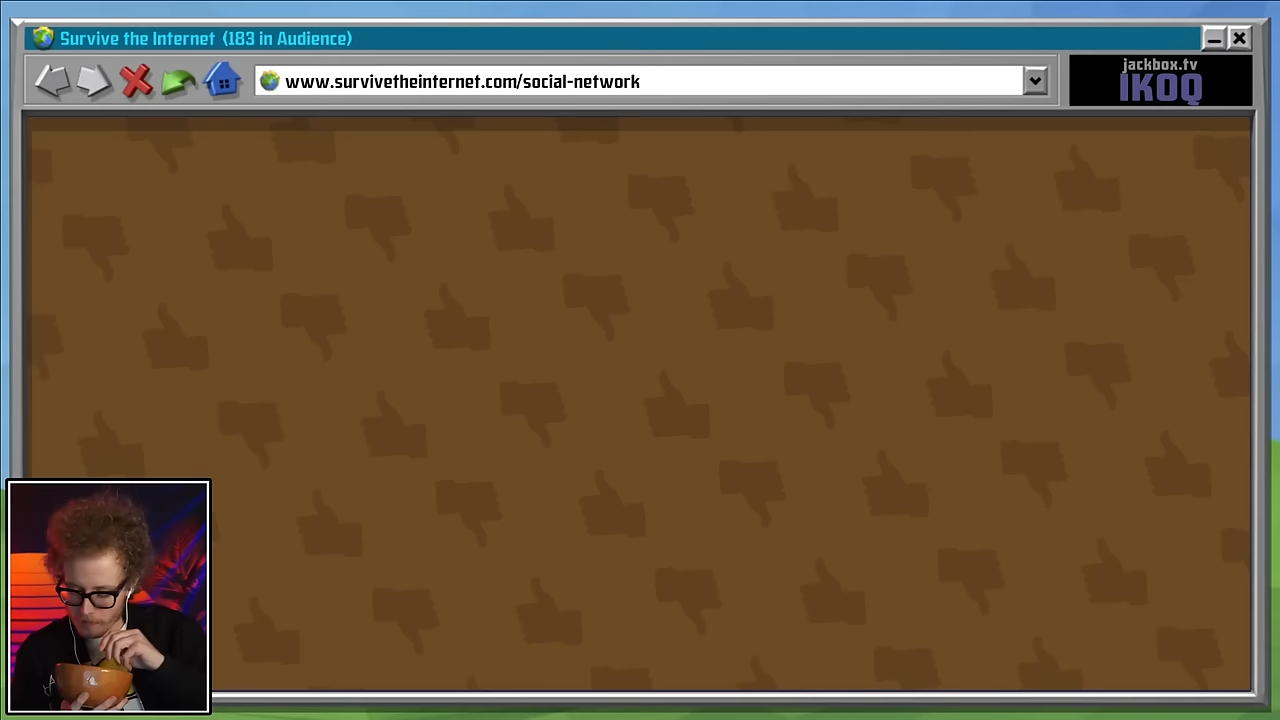 Survive the Internet (183 in Audience)
www.survivetheinternet.com/social-network
jackbox.tv
IKOQ